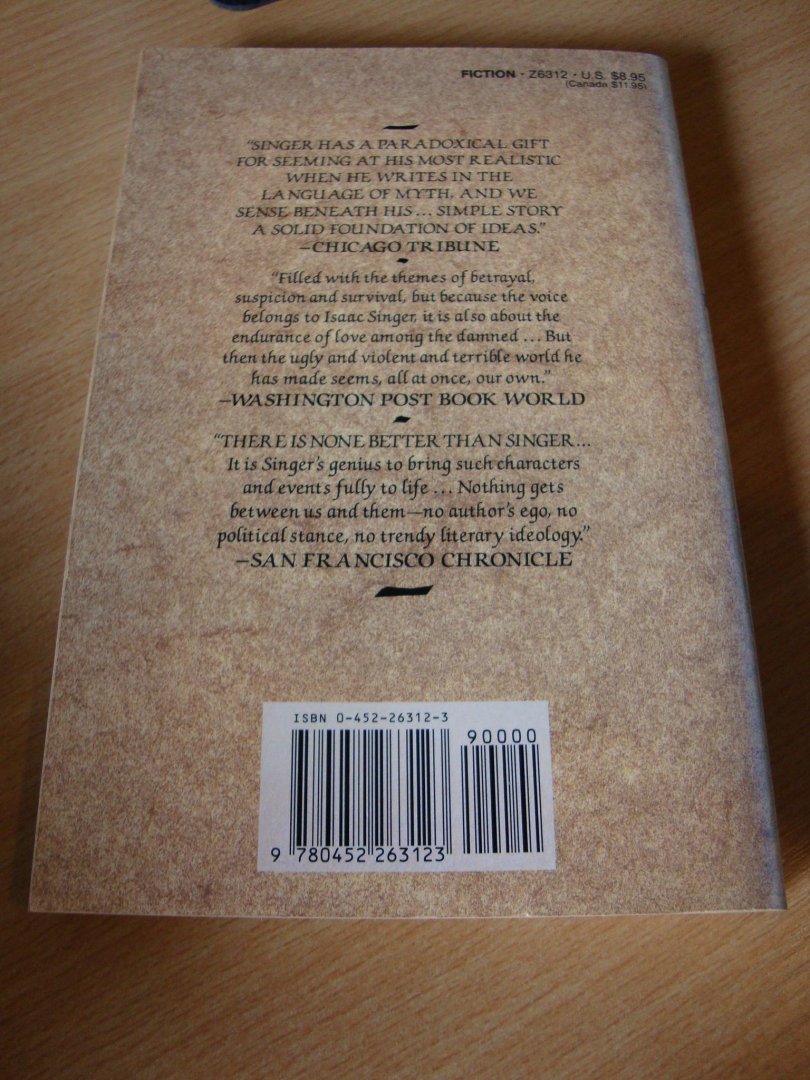 FICTION · Z6312 · U.S. $8.95
(Canada $11.95)
"SINGER HAS A PARADOXICAL GIFT
FOR SEEMING AT HIS MOST REALISTIC
WHEN HE WRITES IN THE
LANGUAGE OF MYTH, AND WE
SENSE BENEATH HIS ... SIMPLE STORY
A SOLID FOUNDATION OF IDEAS."
—CHICAGO TRIBUNE
"Filled with the themes of betrayal,
suspicion and survival, but because the voice
belongs to Isaac Singer, it is also about the
endurance of love among the damned ... But
then the ugly and violent and terrible world he
has made seems, all at once, our own."
—WASHINGTON POST BOOK WORLD
"THERE IS NONE BETTER THAN SINGER...
It is Singer's genius to bring such characters
and events fully to life ... Nothing gets
between us and them—no author's ego, no
political stance, no trendy literary ideology."
—SAN FRANCISCO CHRONICLE
ISBN 0-452-26312-3
90000
9 780452 263123